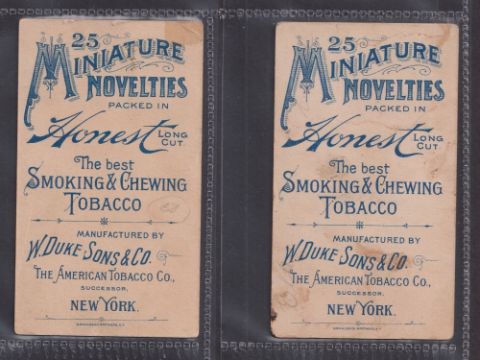 25
MINIATURE
NOVELTIES
PACKED IN
Honest LONG
CUT
The best
SMOKING & CHEWING
TOBACCO
MANUFACTURED BY
W. DUKE SONS & CO.
THE AMERICAN TOBACCO CO.,
SUCCESSOR,
NEW YORK.
25
MINIATURE
NOVELTIES
PACKED IN
Honest LONG
CUT
The best
SMOKING & CHEWING
TOBACCO
MANUFACTURED BY
W. DUKE SONS & CO.
THE AMERICAN TOBACCO CO.,
SUCCESSOR,
NEW YORK.